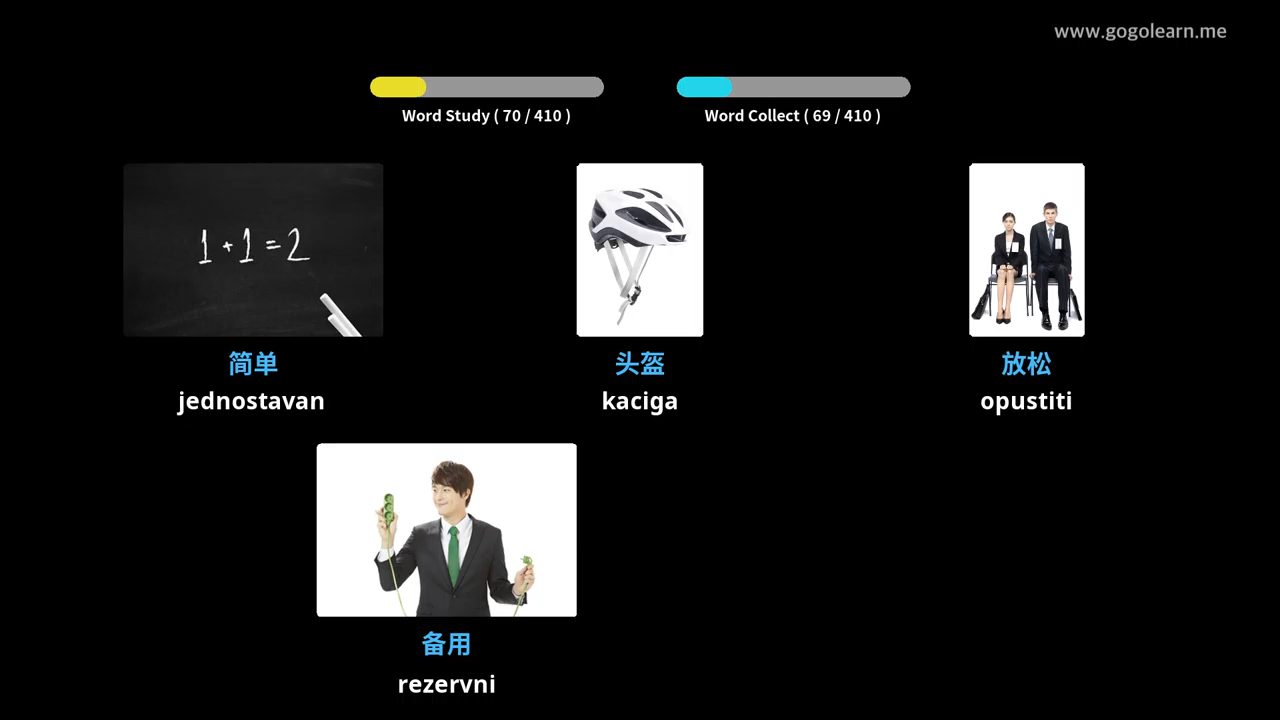 www.gogolearn.me
Word Study ( 70 / 410 )
Word Collect ( 69 / 410 )
1 + 1 = 2
简单
jednostavan
头盔
kaciga
放松
opustiti
备用
rezervni